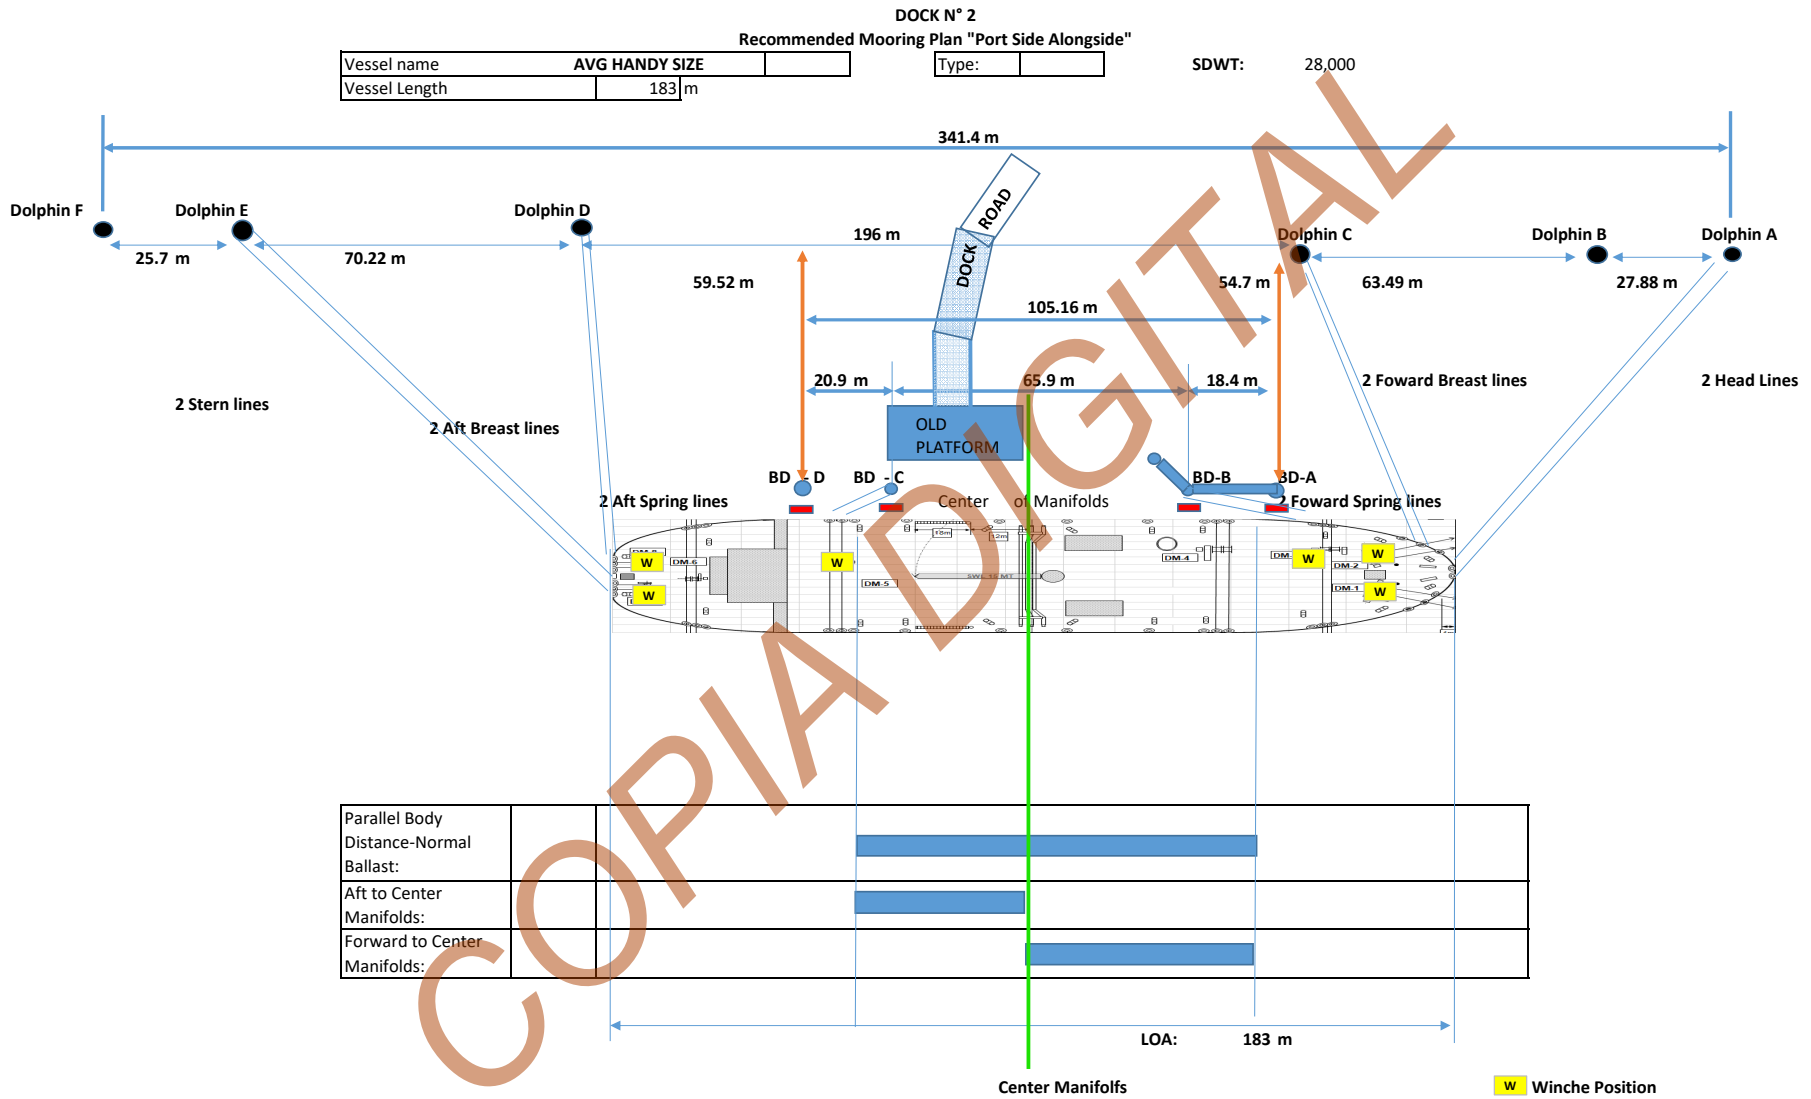 DOCK N° 2
Recommended Mooring Plan "Port Side Alongside"
Vessel name AVG HANDY SIZE Type: SDWT: 28,000
Vessel Length 183 m
341.4 m
Dolphin F Dolphin E Dolphin D Dolphin C Dolphin B Dolphin A
25.7 m 70.22 m 196 m 63.49 m 27.88 m
ROAD
DOCK
59.52 m 54.7 m
105.16 m
20.9 m 65.9 m 18.4 m
2 Stern lines
2 Aft Breast lines
2 Foward Breast lines
2 Head Lines
OLD
PLATFORM
BD - D BD - C BD-B BD-A
2 Aft Spring lines Center of Manifolds 2 Foward Spring lines
18m 12m
DM-6 DM-5 DM-4 DM-2 DM-1
SWL 15 MT
W W W W W W
Parallel Body
Distance-Normal
Ballast:
Aft to Center
Manifolds:
Forward to Center
Manifolds:
LOA: 183 m
Center Manifolfs
W Winche Position
COPIA DIGITAL